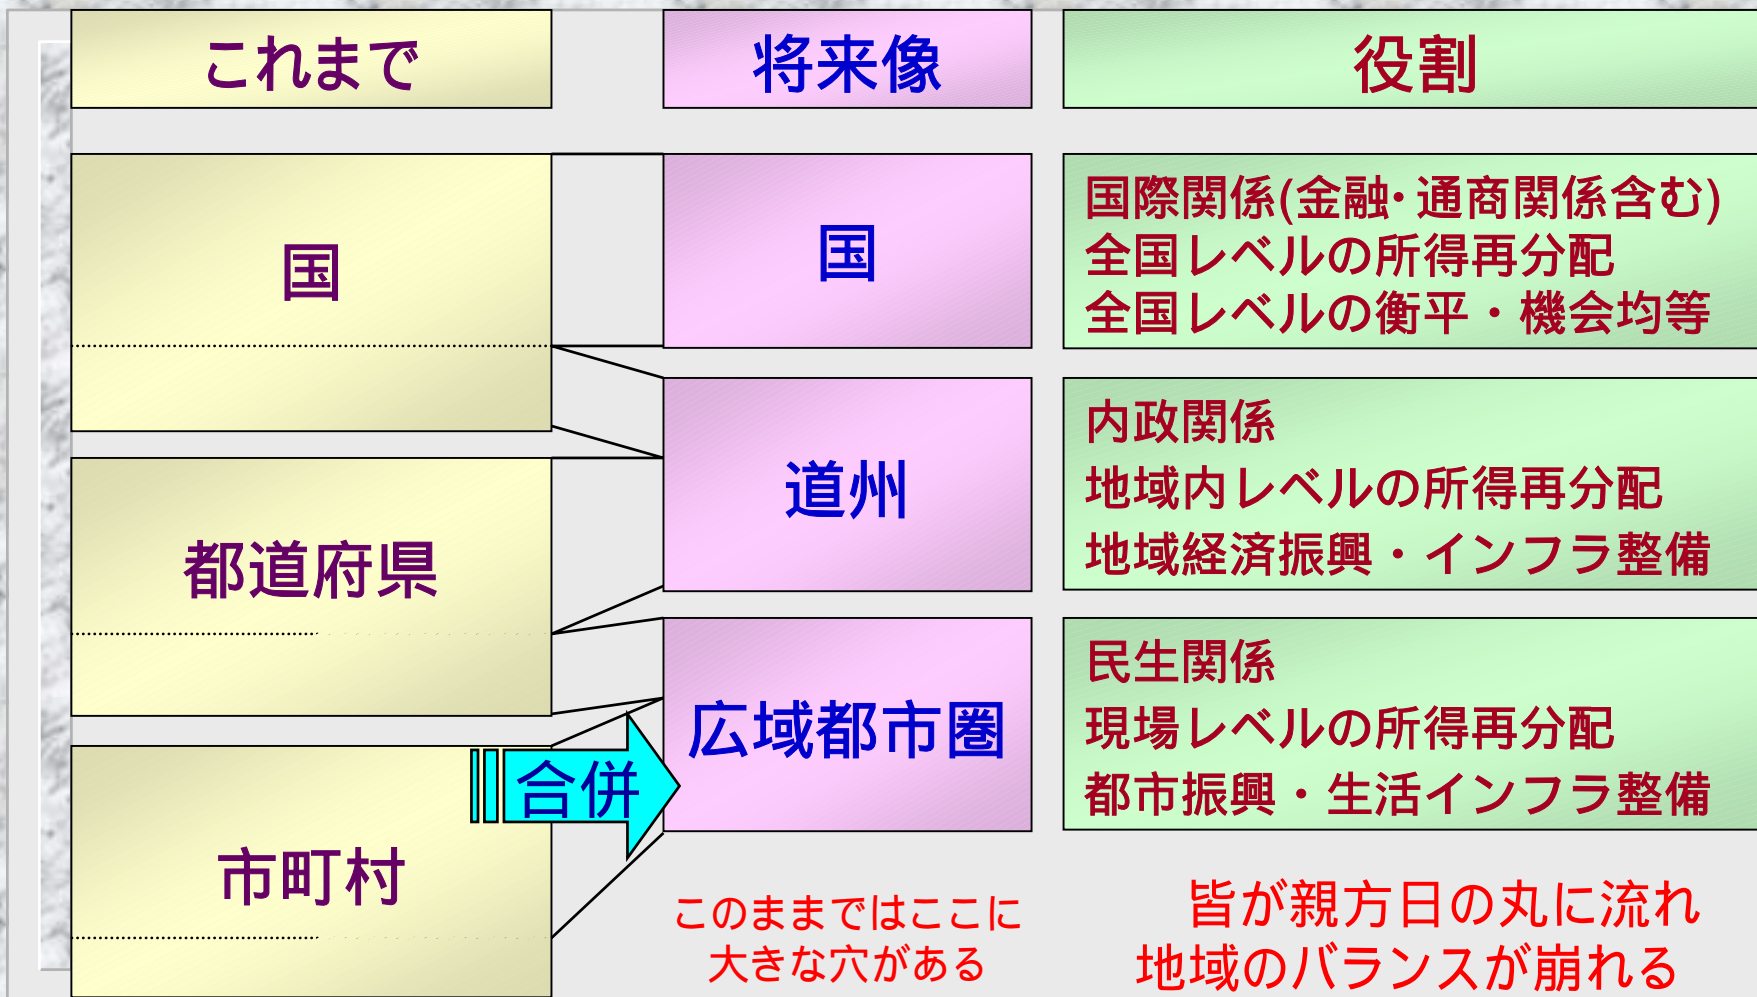 これまで
将来像
役割
国
国
国際関係(金融・通商関係含む)
全国レベルの所得再分配
全国レベルの衡平・機会均等
都道府県
道州
内政関係
地域内レベルの所得再分配
地域経済振興・インフラ整備
市町村
合併
広域都市圏
民生関係
現場レベルの所得再分配
都市振興・生活インフラ整備
このままではここに
大きな穴がある
皆が親方日の丸に流れ
地域のバランスが崩れる